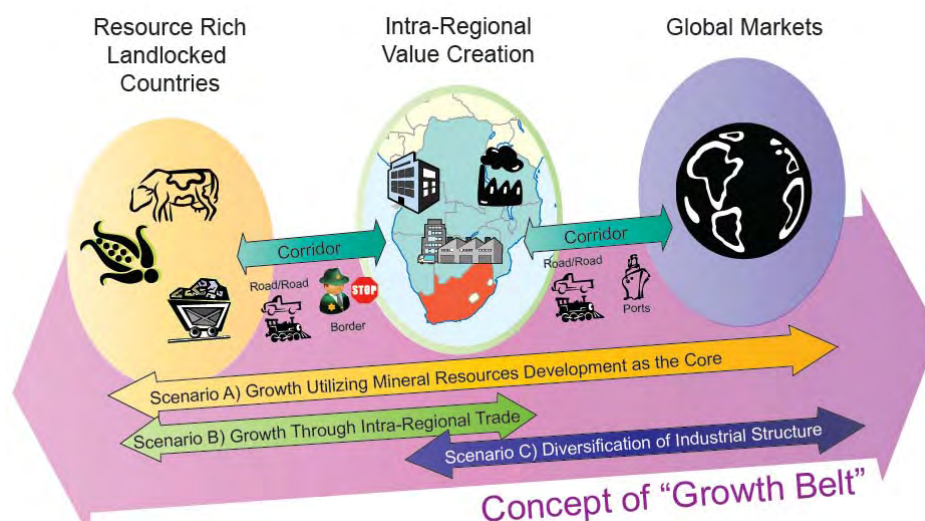 Resource Rich
Landlocked
Countries
Intra-Regional
Value Creation
Global Markets
Corridor
Corridor
Road/Road
STOP
Border
Road/Road
Ports
Scenario A) Growth Utilizing Mineral Resources Development as the Core
Scenario B) Growth Through Intra-Regional Trade
Scenario C) Diversification of Industrial Structure
Concept of “Growth Belt”